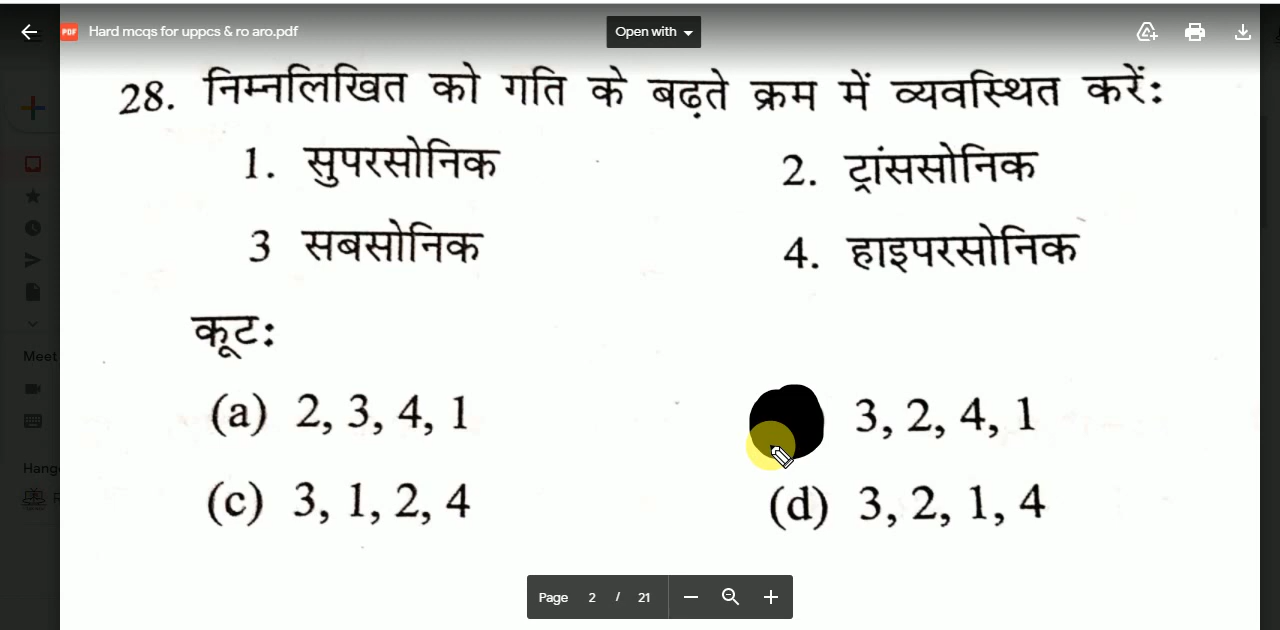 Hard mcqs for uppcs & ro aro.pdf
Open with
28. निम्नलिखित को गति के बढ़ते क्रम में व्यवस्थित करें:
1. सुपरसोनिक 2. ट्रांससोनिक
3 सबसोनिक 4. हाइपरसोनिक
कूट:
(a) 2, 3, 4, 1 3, 2, 4, 1
(c) 3, 1, 2, 4 (d) 3, 2, 1, 4
Meet
Hang
Page 2 / 21